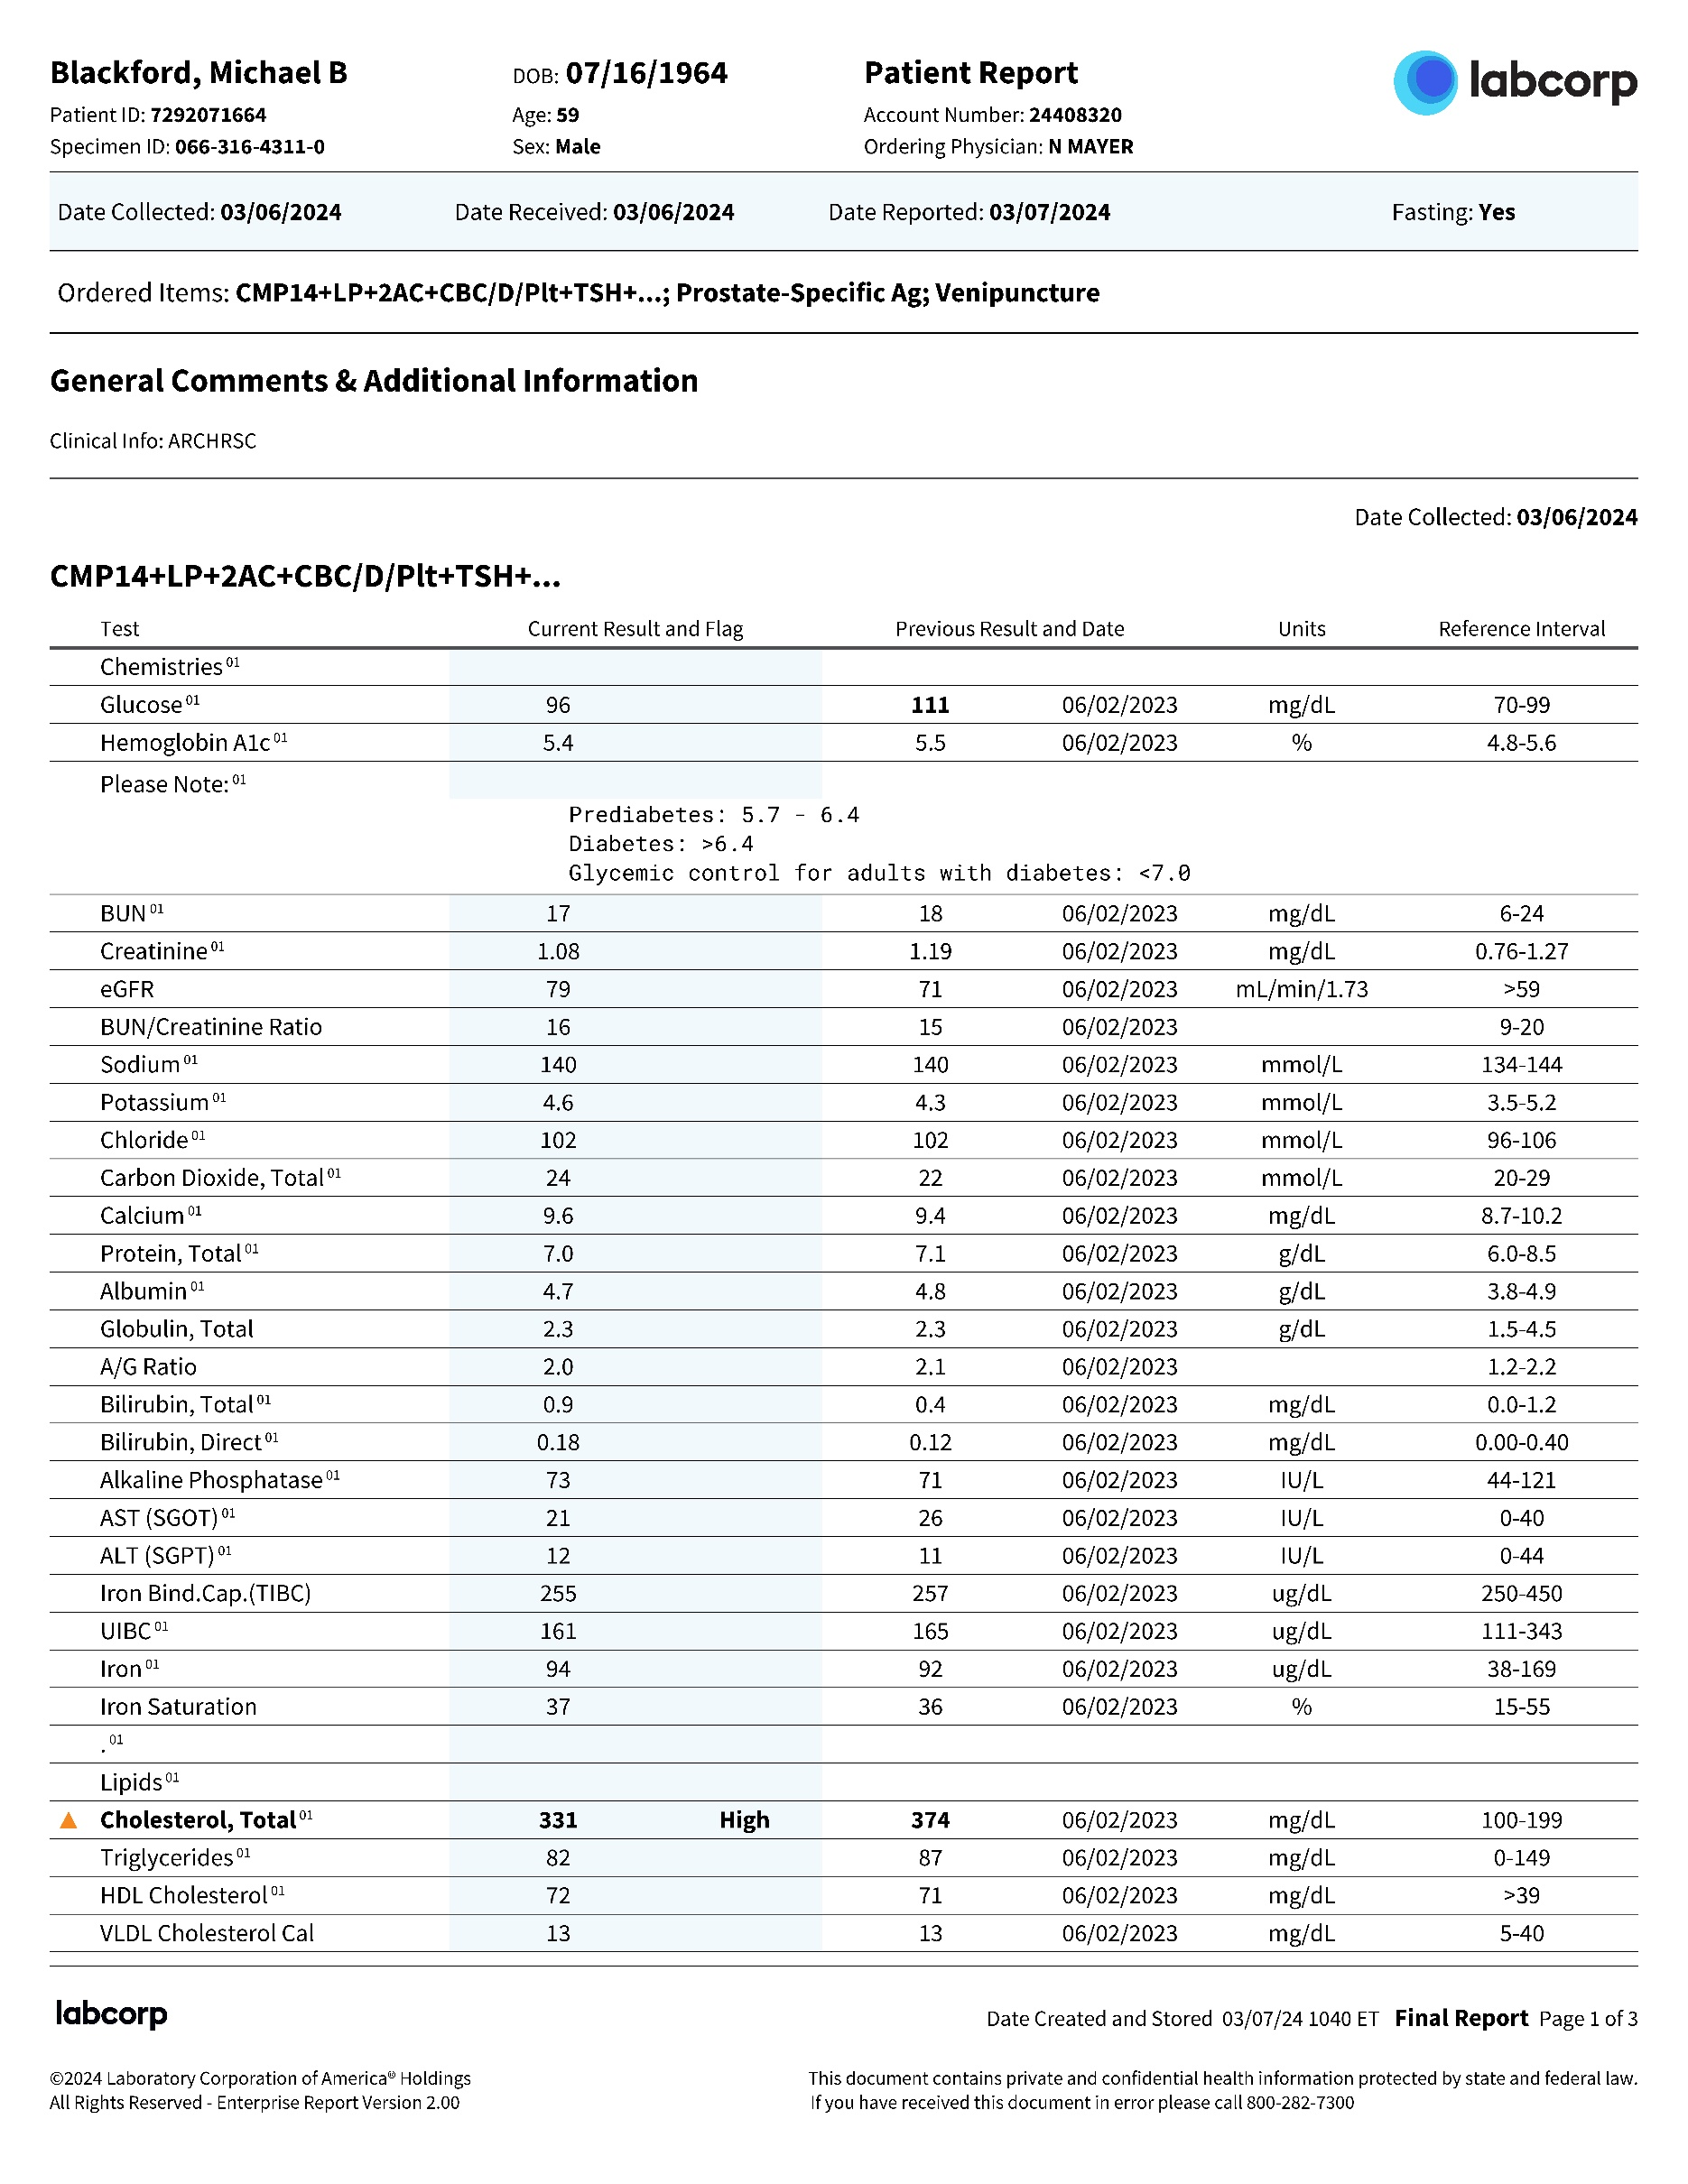 Blackford, Michael B DOB: 07/16/1964 Patient Report labcorp
Patient ID: 7292071664 Age: 59 Account Number: 24408320
Specimen ID: 066-316-4311-0 Sex: Male Ordering Physician: N MAYER
Date Collected: 03/06/2024 Date Received: 03/06/2024 Date Reported: 03/07/2024 Fasting: Yes
Ordered Items: CMP14+LP+2AC+CBC/D/Plt+TSH+...; Prostate-Specific Ag; Venipuncture
General Comments & Additional Information
Clinical Info: ARCHRSC
Date Collected: 03/06/2024
CMP14+LP+2AC+CBC/D/Plt+TSH+...
Test Current Result and Flag Previous Result and Date Units Reference Interval
Chemistries 01
Glucose 01 96 111 06/02/2023 mg/dL 70-99
Hemoglobin A1c 01 5.4 5.5 06/02/2023 % 4.8-5.6
Please Note: 01
Prediabetes: 5.7 - 6.4
Diabetes: >6.4
Glycemic control for adults with diabetes: <7.0
BUN 01 17 18 06/02/2023 mg/dL 6-24
Creatinine 01 1.08 1.19 06/02/2023 mg/dL 0.76-1.27
eGFR 79 71 06/02/2023 mL/min/1.73 >59
BUN/Creatinine Ratio 16 15 06/02/2023 9-20
Sodium 01 140 140 06/02/2023 mmol/L 134-144
Potassium 01 4.6 4.3 06/02/2023 mmol/L 3.5-5.2
Chloride 01 102 102 06/02/2023 mmol/L 96-106
Carbon Dioxide, Total 01 24 22 06/02/2023 mmol/L 20-29
Calcium 01 9.6 9.4 06/02/2023 mg/dL 8.7-10.2
Protein, Total 01 7.0 7.1 06/02/2023 g/dL 6.0-8.5
Albumin 01 4.7 4.8 06/02/2023 g/dL 3.8-4.9
Globulin, Total 2.3 2.3 06/02/2023 g/dL 1.5-4.5
A/G Ratio 2.0 2.1 06/02/2023 1.2-2.2
Bilirubin, Total 01 0.9 0.4 06/02/2023 mg/dL 0.0-1.2
Bilirubin, Direct 01 0.18 0.12 06/02/2023 mg/dL 0.00-0.40
Alkaline Phosphatase 01 73 71 06/02/2023 IU/L 44-121
AST (SGOT) 01 21 26 06/02/2023 IU/L 0-40
ALT (SGPT) 01 12 11 06/02/2023 IU/L 0-44
Iron Bind.Cap.(TIBC) 255 257 06/02/2023 ug/dL 250-450
UIBC 01 161 165 06/02/2023 ug/dL 111-343
Iron 01 94 92 06/02/2023 ug/dL 38-169
Iron Saturation 37 36 06/02/2023 % 15-55
. 01
Lipids 01
Cholesterol, Total 01 331 High 374 06/02/2023 mg/dL 100-199
Triglycerides 01 82 87 06/02/2023 mg/dL 0-149
HDL Cholesterol 01 72 71 06/02/2023 mg/dL >39
VLDL Cholesterol Cal 13 13 06/02/2023 mg/dL 5-40
labcorp
Date Created and Stored 03/07/24 1040 ET Final Report Page 1 of 3
©2024 Laboratory Corporation of America® Holdings This document contains private and confidential health information protected by state and federal law.
All Rights Reserved - Enterprise Report Version 2.00 If you have received this document in error please call 800-282-7300